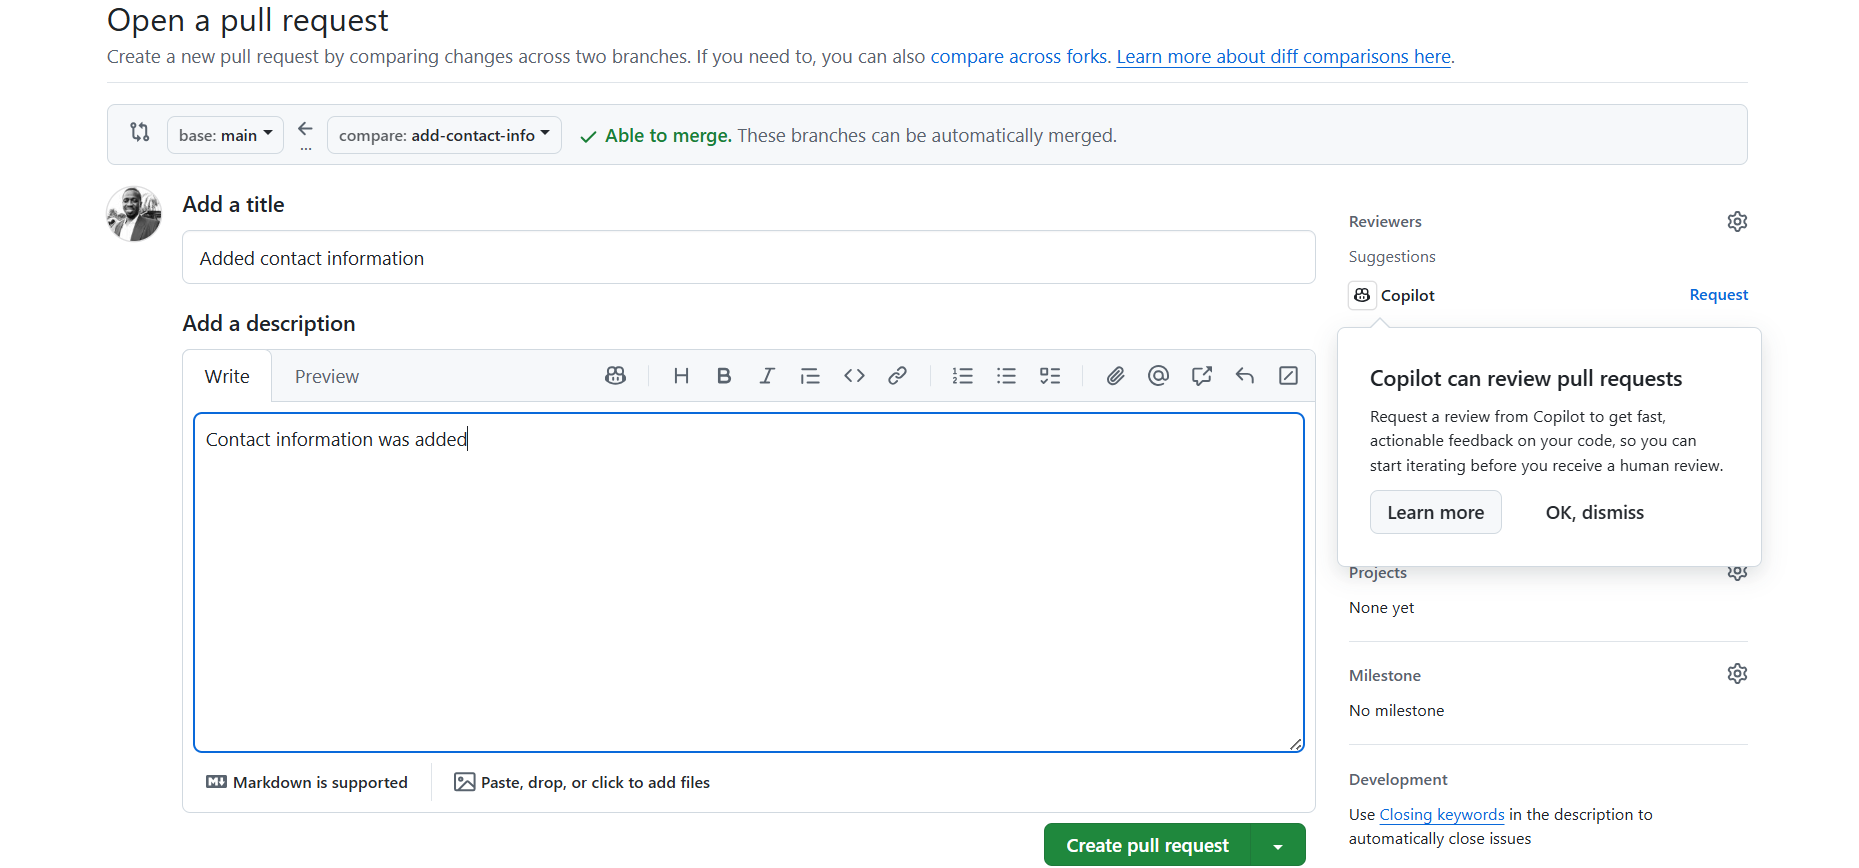 Open a pull request
Create a new pull request by comparing changes across two branches. If you need to, you can also compare across forks. Learn more about diff comparisons here.
base: main
...
compare: add-contact-info
Able to merge. These branches can be automatically merged.
Add a title
Added contact information
Add a description
Write
Preview
Contact information was added
Markdown is supported
Paste, drop, or click to add files
Create pull request
Reviewers
Suggestions
Copilot
Request
Copilot can review pull requests
Request a review from Copilot to get fast,
actionable feedback on your code, so you can
start iterating before you receive a human review.
Learn more
OK, dismiss
Projects
None yet
Milestone
No milestone
Development
Use Closing keywords in the description to
automatically close issues